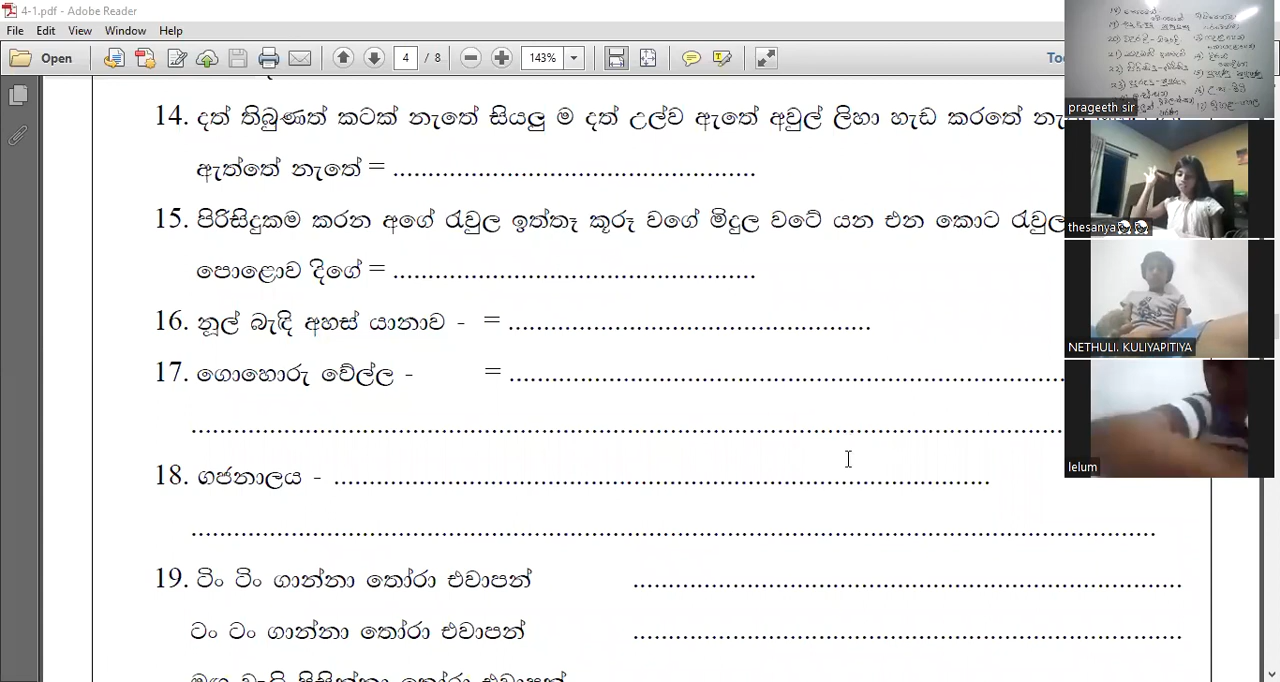 4-1.pdf - Adobe Reader
File Edit View Window Help
Open 4 / 8 143%
14. දත් තිබුණත් කටක් නැතේ සියලු ම දත් උල්ව ඇතේ අවුල් ලිහා හැඩ කරතේ
ඇත්තේ නැතේ = ....................................................
15. පිරිසිදුකම කරන අගේ රැවුල ඉත්තෑ කූරු වගේ මිදුල වටේ යන එන කොට රැවුල
පොළොව දිගේ = ....................................................
16. නූල් බැඳි අහස් යානාව - = ....................................................
17. ගොහොරු වේල්ල - = ................................................................................
................................................................................................................................
18. ගජනාලය - ................................................................................................
................................................................................................................................................
19. ටිං ටිං ගාන්නා තෝරා එවාපන් ................................................................................
ටං ටං ගාන්නා තෝරා එවාපන් ................................................................................
prageeth sir
thesanya
NETHULI. KULIYAPITIYA
lelum